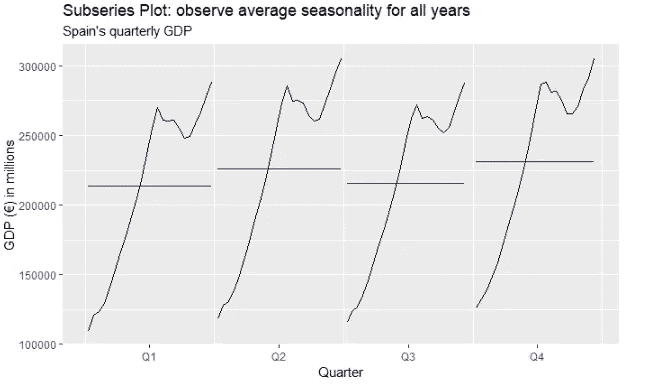 Subseries Plot: observe average seasonality for all years
Spain's quarterly GDP
GDP (€) in millions
300000
250000
200000
150000
100000
Q1 Q2 Q3 Q4
Quarter